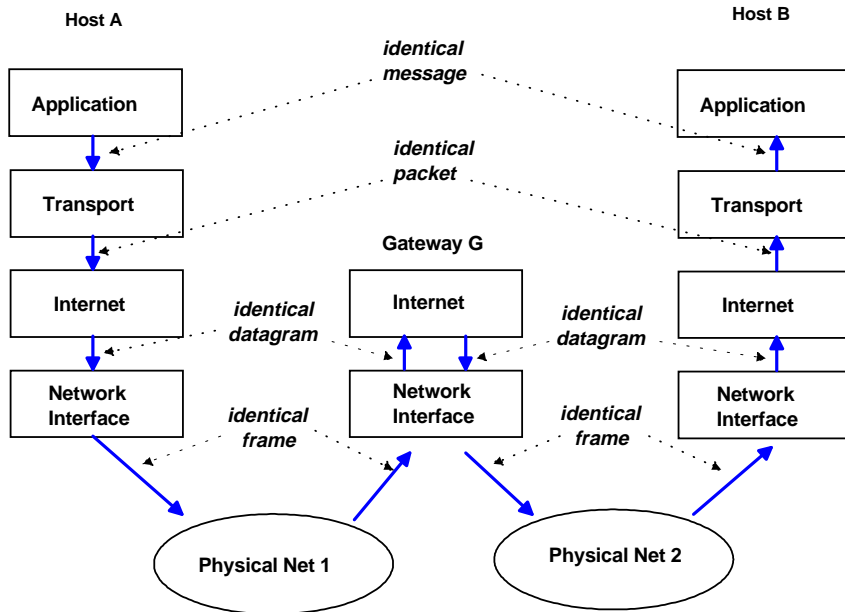 Host A
Host B
identical
message
Application
Application
identical
packet
Transport
Transport
Gateway G
Internet
identical
datagram
Internet
identical
datagram
Internet
Network
Interface
identical
frame
Network
Interface
identical
frame
Network
Interface
Physical Net 1
Physical Net 2